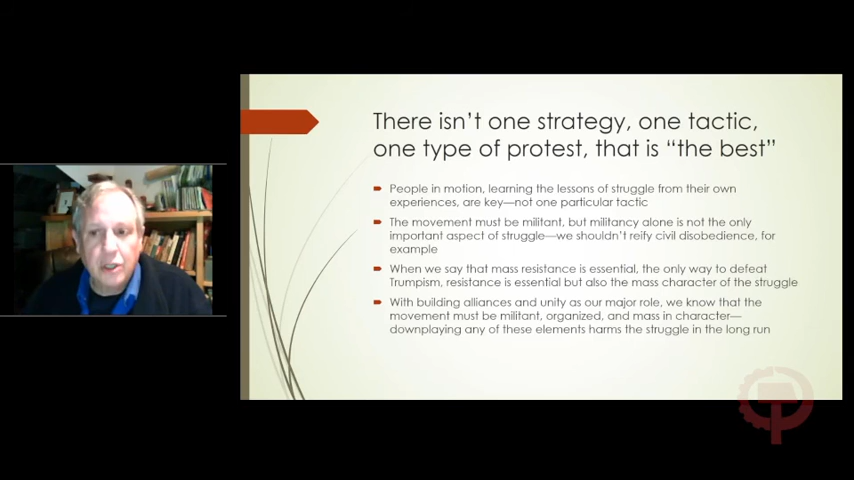 There isn't one strategy, one tactic,
one type of protest, that is “the best”
People in motion, learning the lessons of struggle from their own
experiences, are key—not one particular tactic
The movement must be militant, but militancy alone is not the only
important aspect of struggle—we shouldn't reify civil disobedience, for
example
When we say that mass resistance is essential, the only way to defeat
Trumpism, resistance is essential but also the mass character of the struggle
With building alliances and unity as our major role, we know that the
movement must be militant, organized, and mass in character—
downplaying any of these elements harms the struggle in the long run